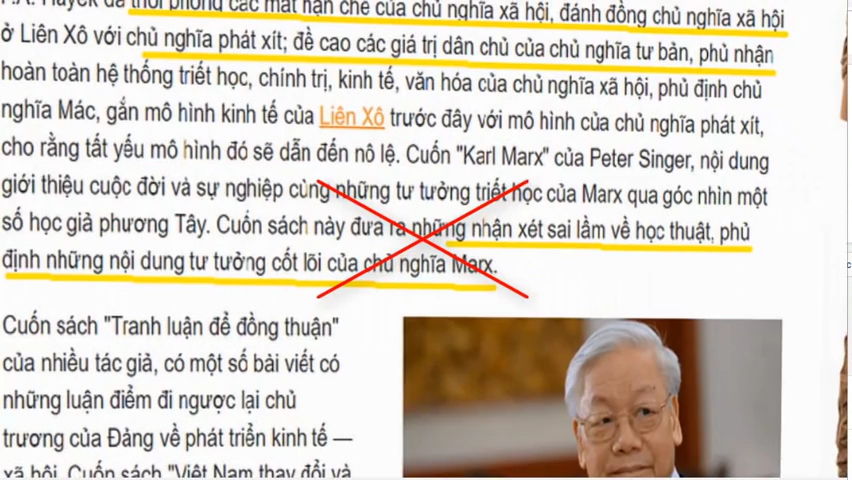 thổi phồng các mặt hạn chế của chủ nghĩa xã hội, đánh đồng chủ nghĩa xã hội
ở Liên Xô với chủ nghĩa phát xít; đề cao các giá trị dân chủ của chủ nghĩa tư bản, phủ nhận
hoàn toàn hệ thống triết học, chính trị, kinh tế, văn hóa của chủ nghĩa xã hội, phủ định chủ
nghĩa Mác, gắn mô hình kinh tế của Liên Xô trước đây với mô hình của chủ nghĩa phát xít,
cho rằng tất yếu mô hình đó sẽ dẫn đến nô lệ. Cuốn "Karl Marx" của Peter Singer, nội dung
giới thiệu cuộc đời và sự nghiệp cùng những tư tưởng triết học của Marx qua góc nhìn một
số học giả phương Tây. Cuốn sách này đưa ra những nhận xét sai lầm về học thuật, phủ
định những nội dung tư tưởng cốt lõi của chủ nghĩa Marx.
Cuốn sách "Tranh luận để đồng thuận"
của nhiều tác giả, có một số bài viết có
những luận điểm đi ngược lại chủ
trương của Đảng về phát triển kinh tế —
xã hội. Cuốn sách "Việt Nam thay đổi và